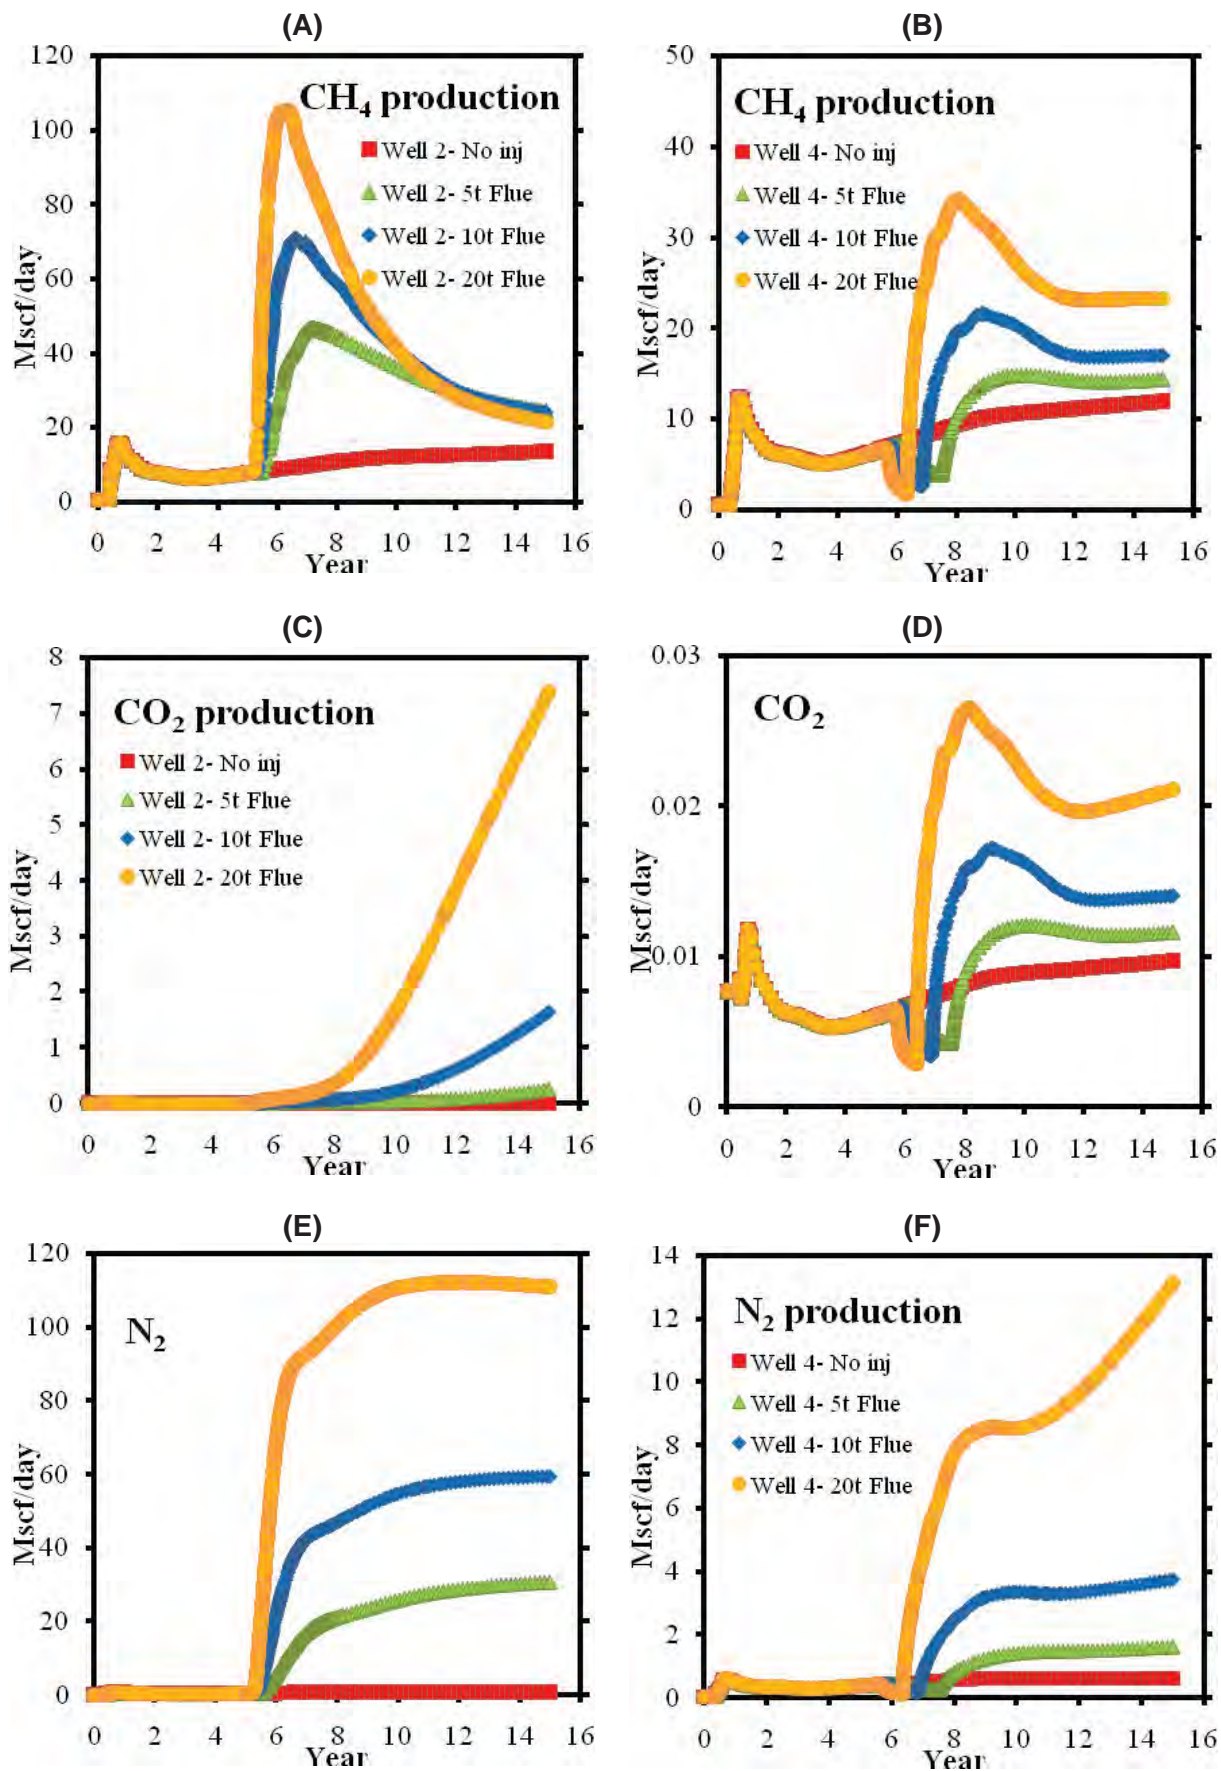 (A)
120
100
80
60
40
20
0
Mscf/day
CH₄ production
Well 2- No inj
Well 2- 5t Flue
Well 2- 10t Flue
Well 2- 20t Flue
0 2 4 6 8 10 12 14 16
Year
(B)
50
40
30
20
10
0
Mscf/day
CH₄ production
Well 4- No inj
Well 4- 5t Flue
Well 4- 10t Flue
Well 4- 20t Flue
0 2 4 6 8 10 12 14 16
Year
(C)
8
7
6
5
4
3
2
1
0
Mscf/day
CO₂ production
Well 2- No inj
Well 2- 5t Flue
Well 2- 10t Flue
Well 2- 20t Flue
0 2 4 6 8 10 12 14 16
Year
(D)
0.03
0.02
0.01
0
Mscf/day
CO₂
0 2 4 6 8 10 12 14 16
Year
(E)
120
100
80
60
40
20
0
Mscf/day
N₂
0 2 4 6 8 10 12 14 16
Year
(F)
14
12
10
8
6
4
2
0
Mscf/day
N₂ production
Well 4- No inj
Well 4- 5t Flue
Well 4- 10t Flue
Well 4- 20t Flue
0 2 4 6 8 10 12 14 16
Year